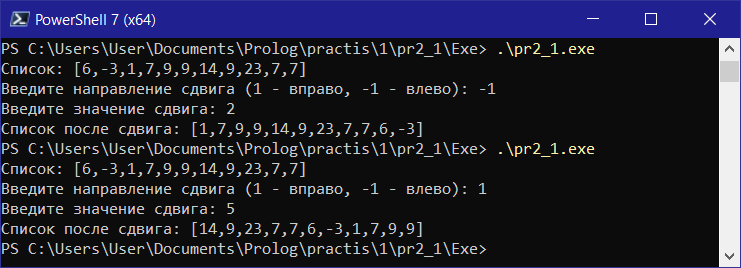 PowerShell 7 (x64)
PS C:\Users\User\Documents\Prolog\practis\1\pr2_1\Exe> .\pr2_1.exe
Список: [6,-3,1,7,9,9,14,9,23,7,7]
Введите направление сдвига (1 - вправо, -1 - влево): -1
Введите значение сдвига: 2
Список после сдвига: [1,7,9,9,14,9,23,7,7,6,-3]
PS C:\Users\User\Documents\Prolog\practis\1\pr2_1\Exe> .\pr2_1.exe
Список: [6,-3,1,7,9,9,14,9,23,7,7]
Введите направление сдвига (1 - вправо, -1 - влево): 1
Введите значение сдвига: 5
Список после сдвига: [14,9,23,7,7,6,-3,1,7,9,9]
PS C:\Users\User\Documents\Prolog\practis\1\pr2_1\Exe>